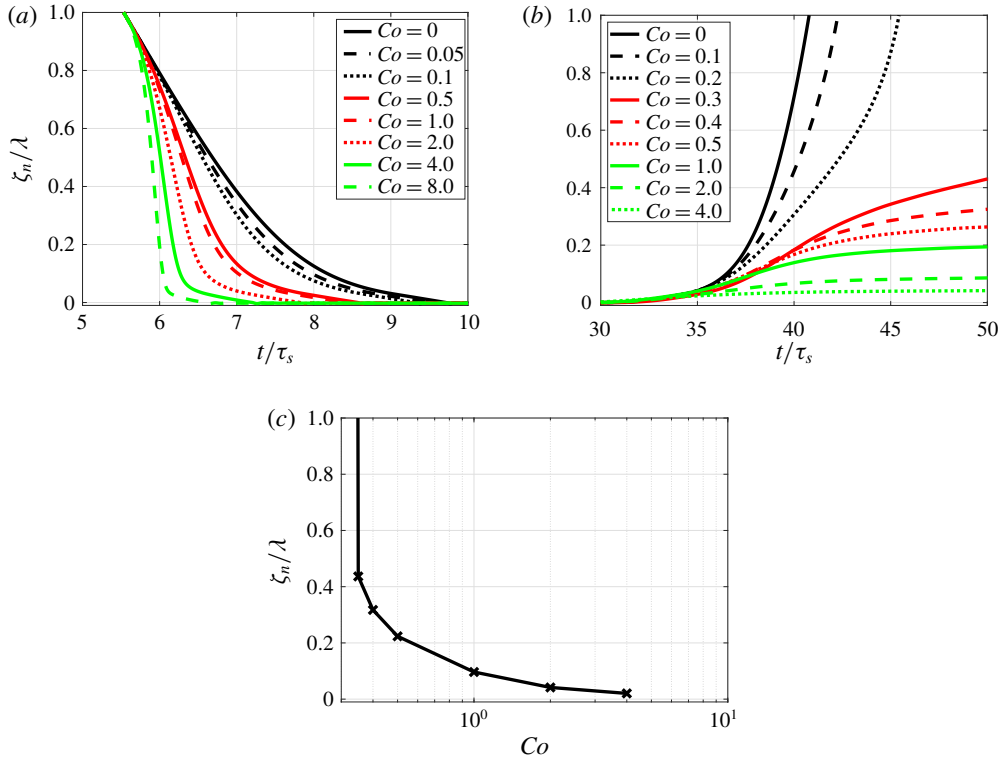 (a)
1.0
0.8
0.6
0.4
0.2
0
5
6
7
8
9
10
ζn/λ
t/τs
Co = 0
Co = 0.05
Co = 0.1
Co = 0.5
Co = 1.0
Co = 2.0
Co = 4.0
Co = 8.0
(b)
1.0
0.8
0.6
0.4
0.2
0
30
35
40
45
50
t/τs
Co = 0
Co = 0.1
Co = 0.2
Co = 0.3
Co = 0.4
Co = 0.5
Co = 1.0
Co = 2.0
Co = 4.0
(c)
1.0
0.8
0.6
0.4
0.2
0
10⁰
10¹
ζn/λ
Co